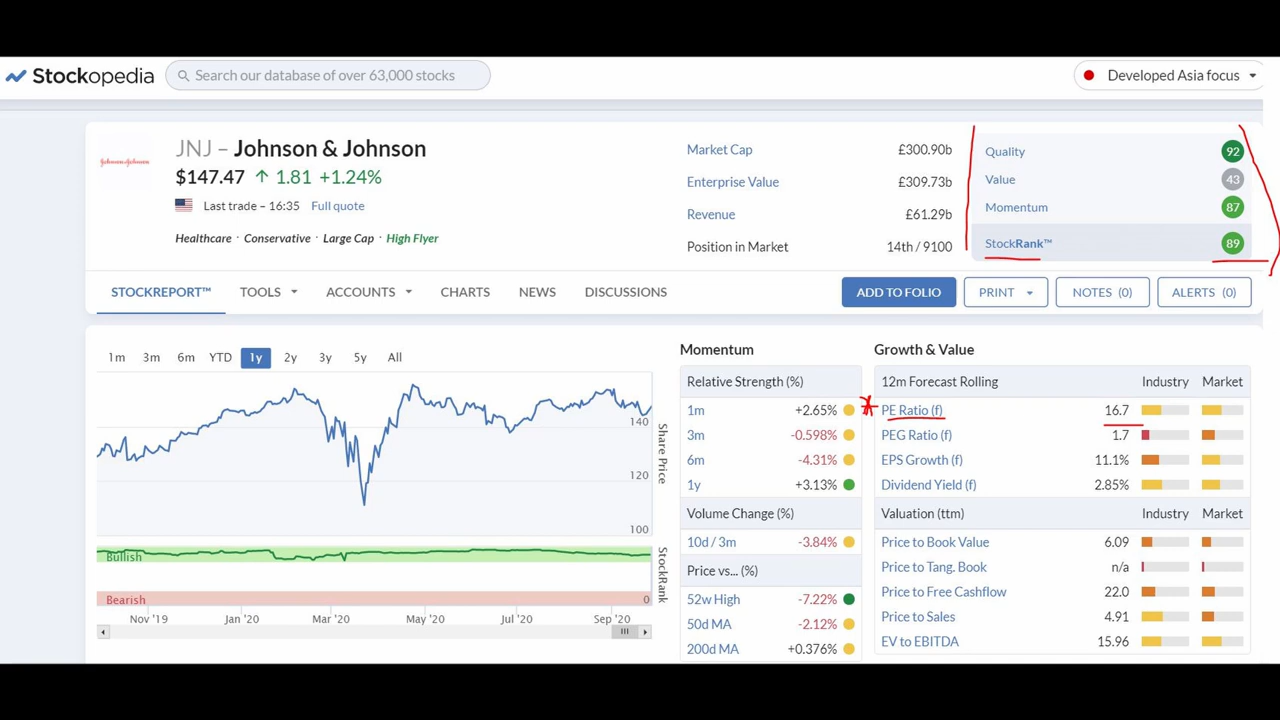 Stockopedia
Search our database of over 63,000 stocks
Developed Asia focus
Johnson & Johnson
JNJ – Johnson & Johnson
$147.47 ↑ 1.81 +1.24%
Last trade – 16:35 Full quote
Healthcare · Conservative · Large Cap · High Flyer
Market Cap £300.90b
Enterprise Value £309.73b
Revenue £61.29b
Position in Market 14th / 9100
Quality 92
Value 43
Momentum 87
StockRank™ 89
STOCKREPORT™ TOOLS ACCOUNTS CHARTS NEWS DISCUSSIONS
ADD TO FOLIO PRINT NOTES (0) ALERTS (0)
1m 3m 6m YTD 1y 2y 3y 5y All
140
120
100
Share Price
Bullish
Bearish 0
StockRank
Nov '19 Jan '20 Mar '20 May '20 Jul '20 Sep '20
Momentum
Relative Strength (%)
1m +2.65%
3m -0.598%
6m -4.31%
1y +3.13%
Volume Change (%)
10d / 3m -3.84%
Price vs... (%)
52w High -7.22%
50d MA -2.12%
200d MA +0.376%
Growth & Value
12m Forecast Rolling Industry Market
PE Ratio (f) 16.7
PEG Ratio (f) 1.7
EPS Growth (f) 11.1%
Dividend Yield (f) 2.85%
Valuation (ttm) Industry Market
Price to Book Value 6.09
Price to Tang. Book n/a
Price to Free Cashflow 22.0
Price to Sales 4.91
EV to EBITDA 15.96